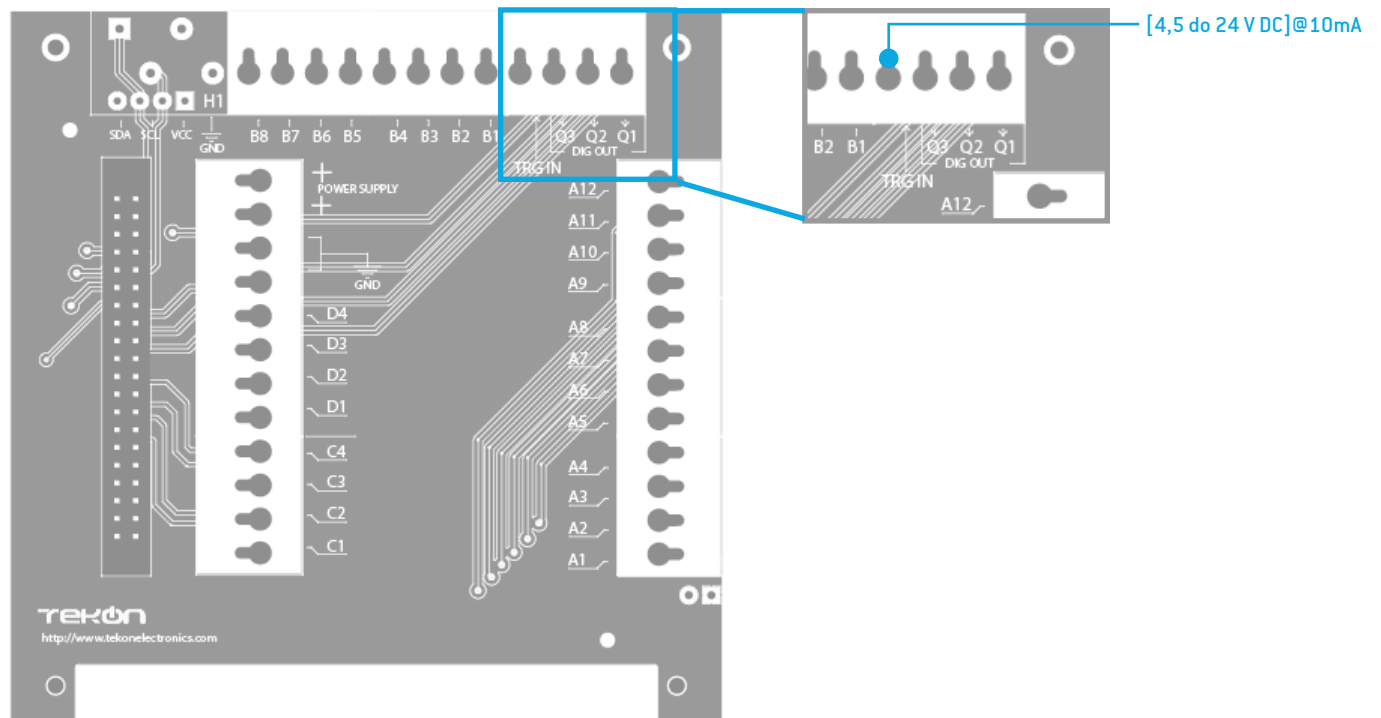 [4,5 do 24 V DC]@10mA
H1
SDA SCL VCC GND B8 B7 B6 B5 B4 B3 B2 B1 Q3 Q2 Q1
DIG OUT
TRG IN
B2 B1 Q3 Q2 Q1
DIG OUT
TRG IN
A12
+
POWER SUPPLY
+
GND
D4
D3
D2
D1
C4
C3
C2
C1
A12
A11
A10
A9
A8
A7
A6
A5
A4
A3
A2
A1
TEKON
http://www.tekonelectronics.com